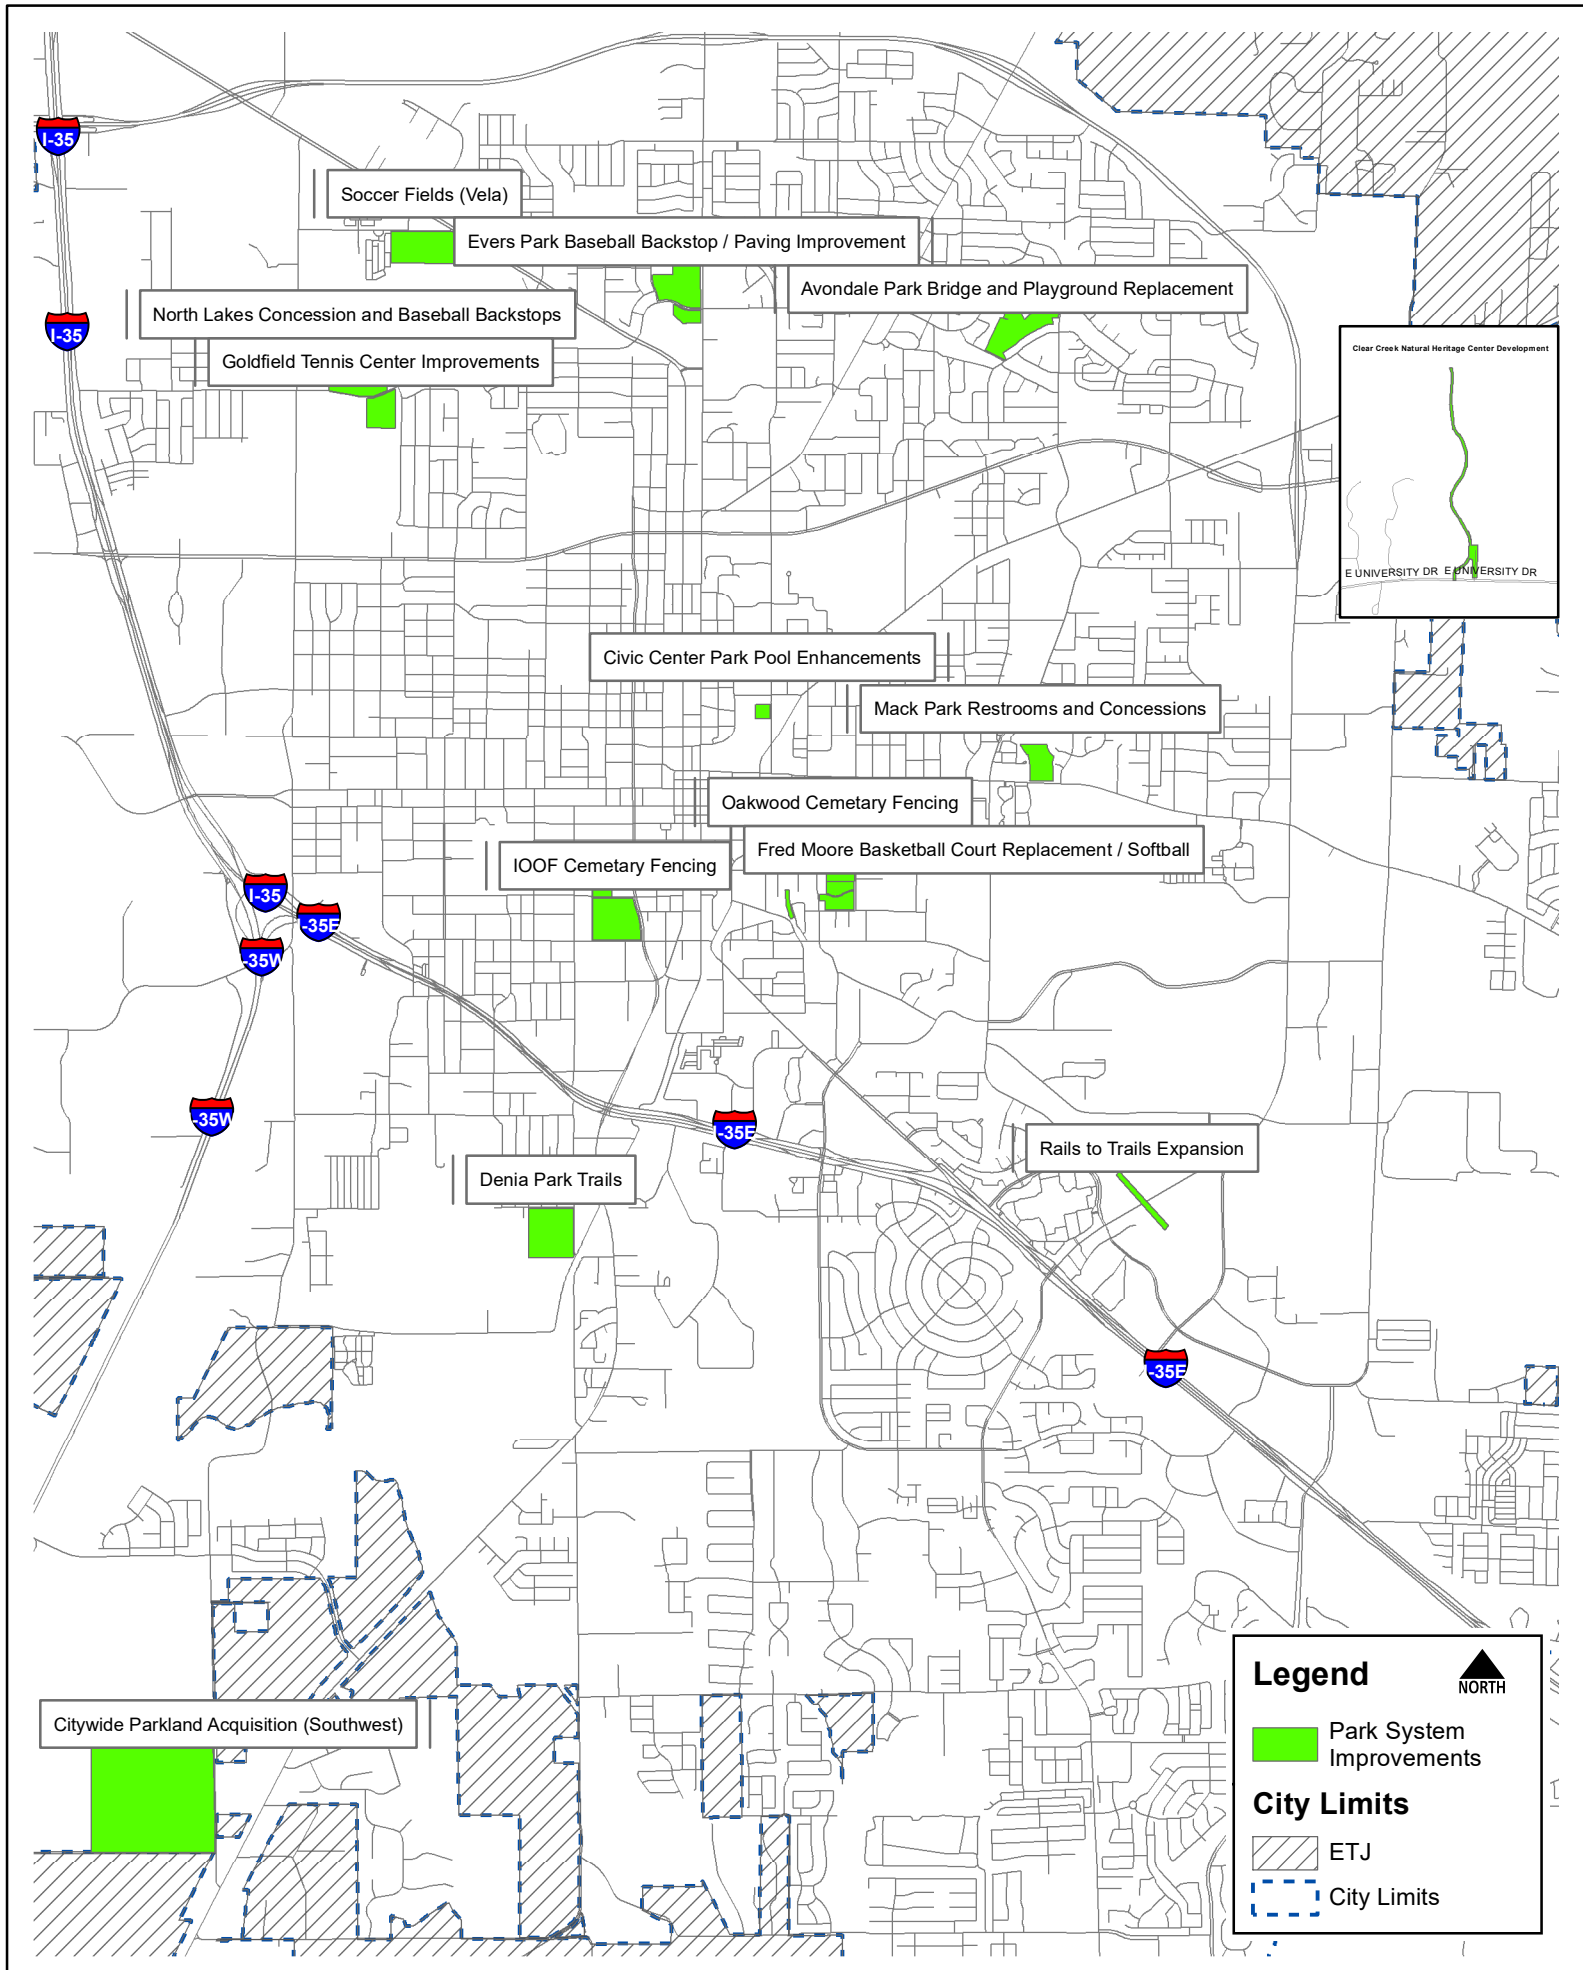 I-35
Soccer Fields (Vela)
Evers Park Baseball Backstop / Paving Improvement
Avondale Park Bridge and Playground Replacement
North Lakes Concession and Baseball Backstops
I-35
Goldfield Tennis Center Improvements
Clear Creek Natural Heritage Center Development
E UNIVERSITY DR E UNIVERSITY DR
Civic Center Park Pool Enhancements
Mack Park Restrooms and Concessions
Oakwood Cemetary Fencing
Fred Moore Basketball Court Replacement / Softball
IOOF Cemetary Fencing
I-35
-35E
-35W
-35W
I-35E
Rails to Trails Expansion
Denia Park Trails
-35E
Citywide Parkland Acquisition (Southwest)
Legend
NORTH
Park System
Improvements
City Limits
ETJ
City Limits